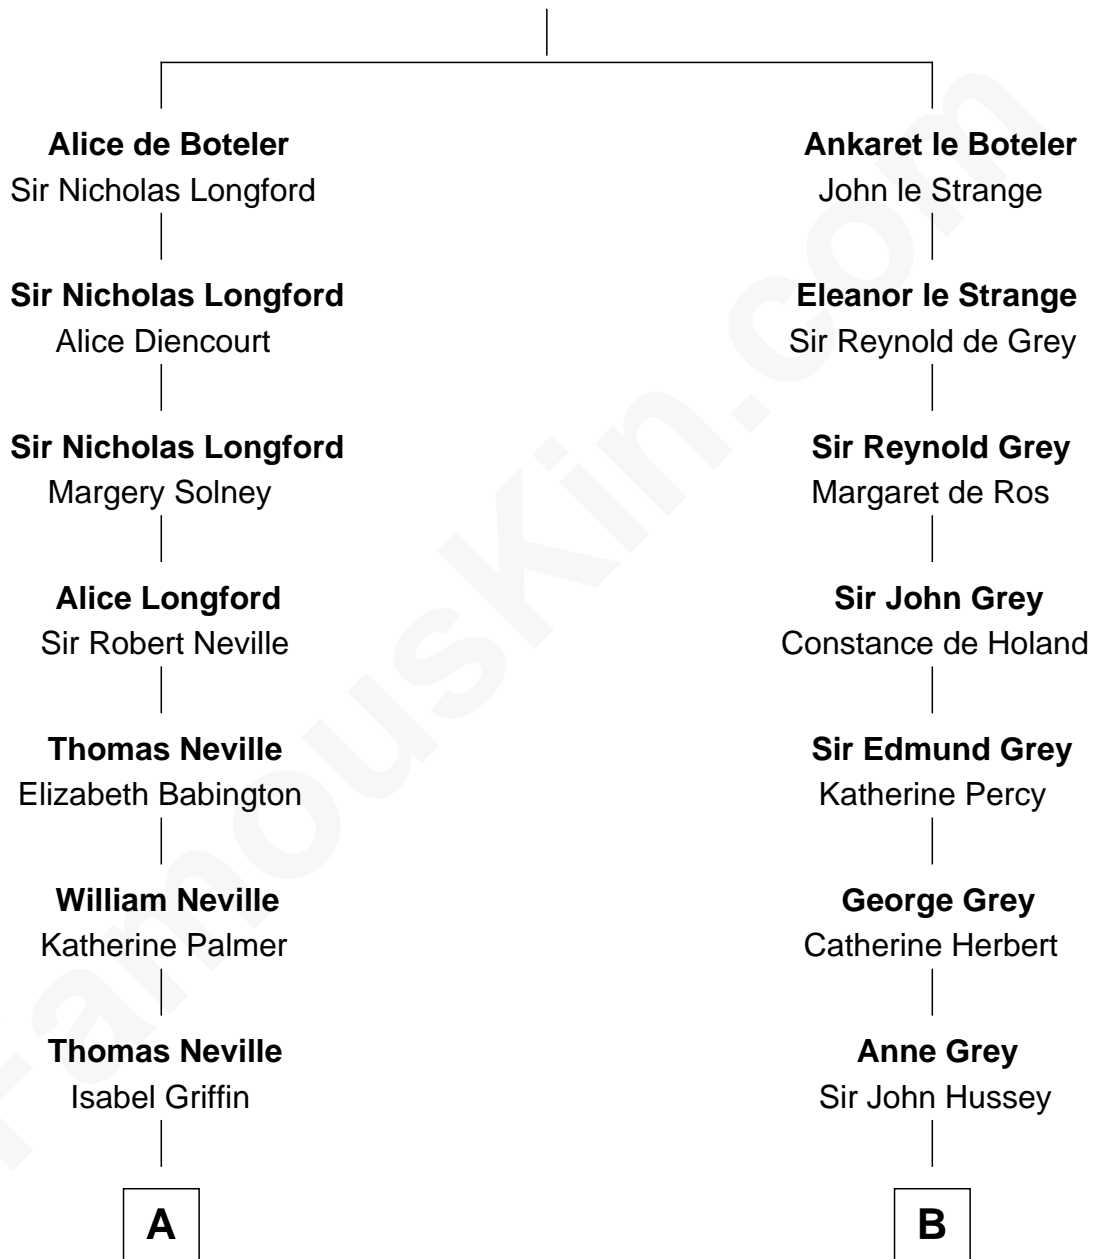 Alice de Boteler
Sir Nicholas Longford
Sir Nicholas Longford
Alice Diencourt
Sir Nicholas Longford
Margery Solney
Alice Longford
Sir Robert Neville
Thomas Neville
Elizabeth Babington
William Neville
Katherine Palmer
Thomas Neville
Isabel Griffin
A
Ankaret le Boteler
John le Strange
Eleanor le Strange
Sir Reynold de Grey
Sir Reynold Grey
Margaret de Ros
Sir John Grey
Constance de Holand
Sir Edmund Grey
Katherine Percy
George Grey
Catherine Herbert
Anne Grey
Sir John Hussey
B
FamousKin.com